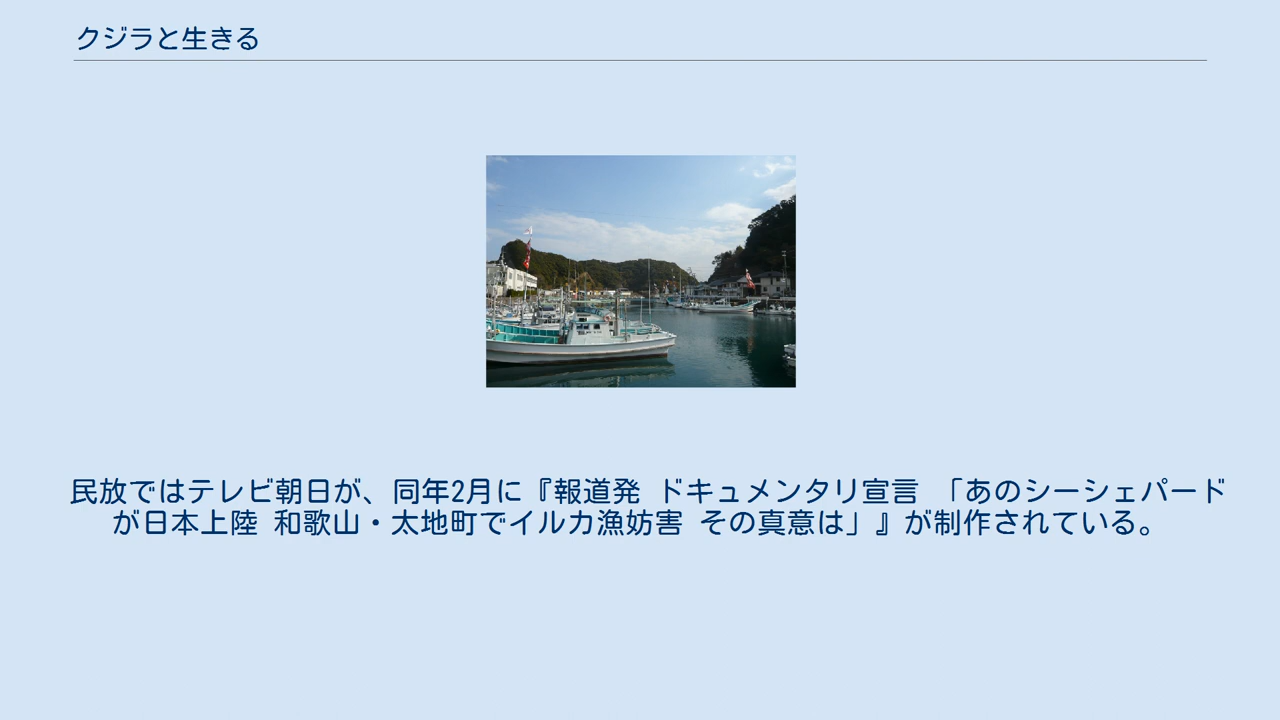 クジラと生きる
民放ではテレビ朝日が、同年2月に『報道発 ドキュメンタリ宣言 「あのシーシェパード
が日本上陸 和歌山・太地町でイルカ漁妨害 その真意は」』が制作されている。